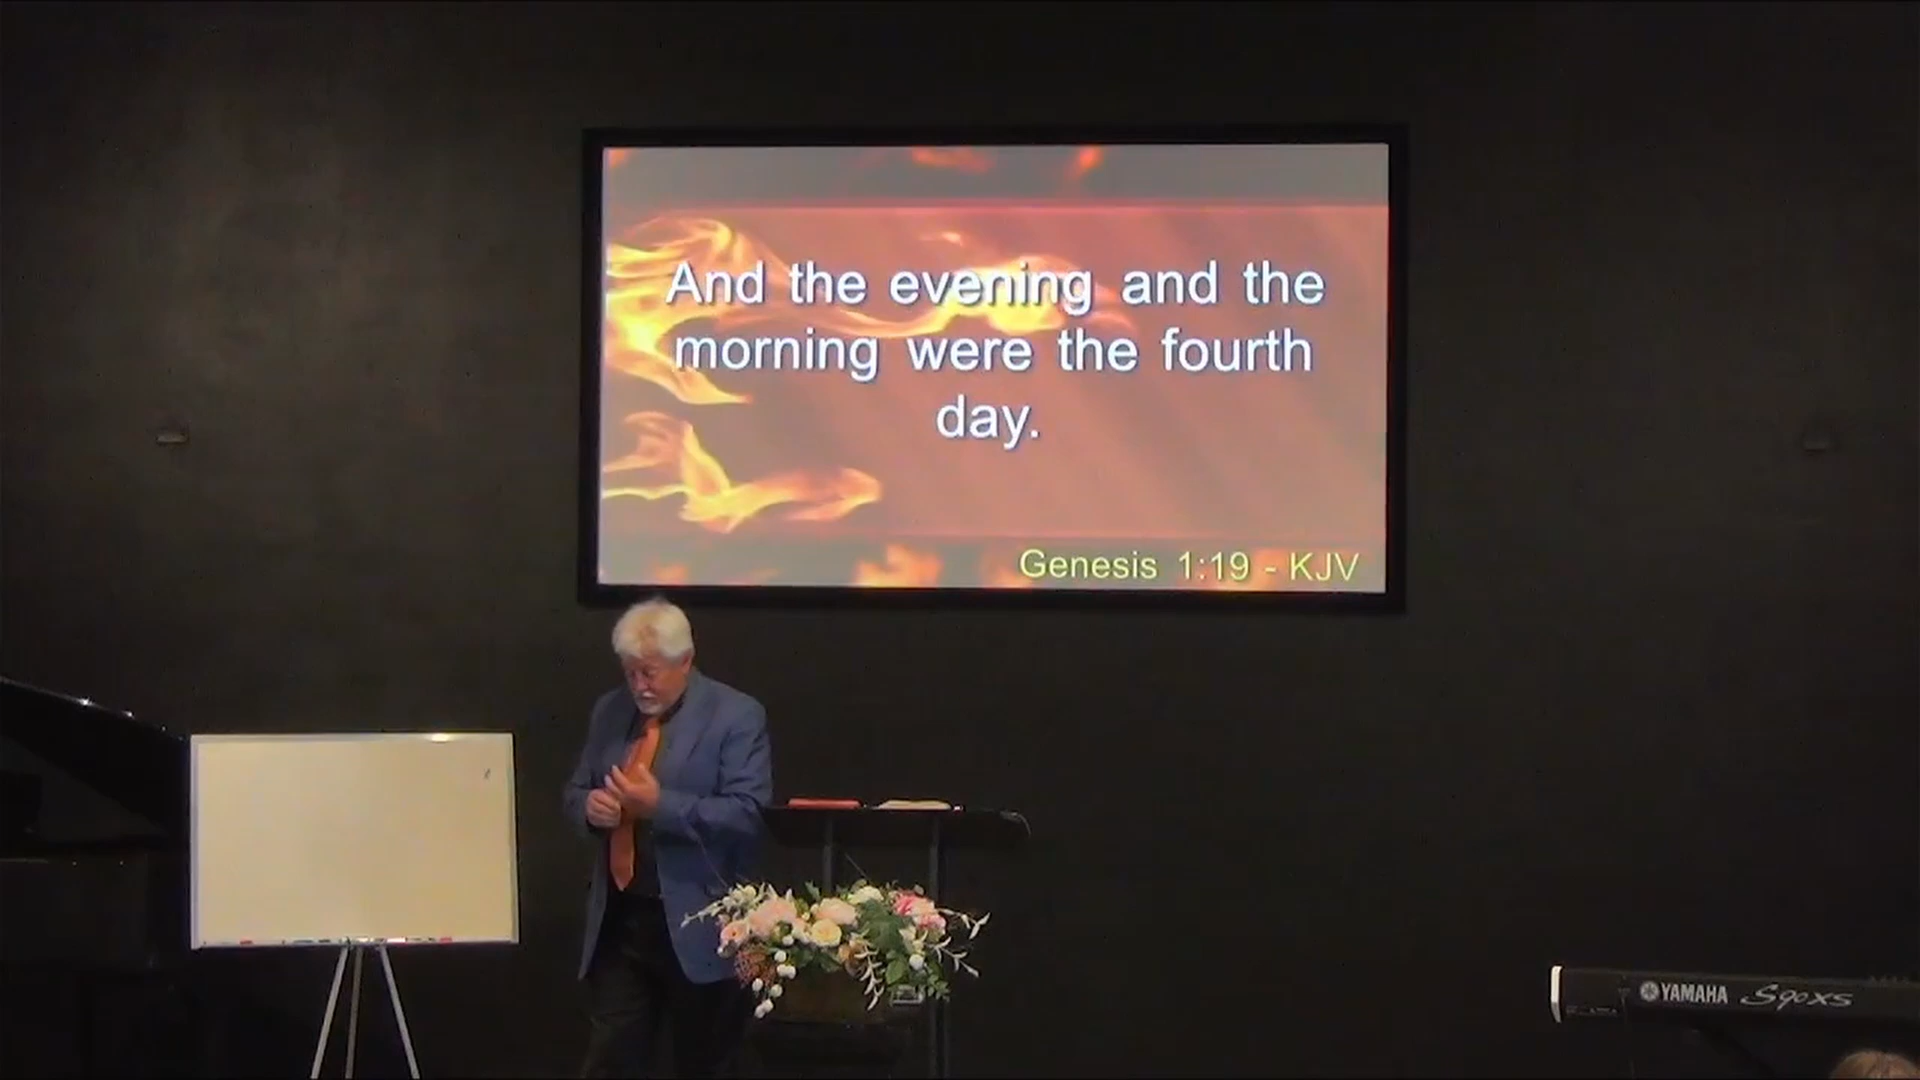 And the evening and the
morning were the fourth
day.
Genesis 1:19 - KJV
YAMAHA S90XS